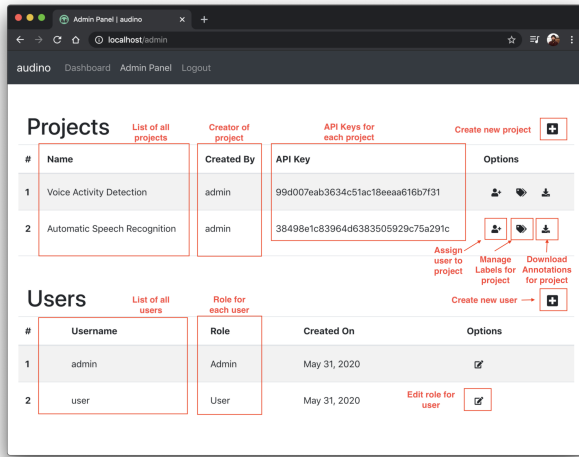 Admin Panel | audino
localhost/admin
audino Dashboard Admin Panel Logout
Projects
List of all
projects
Creator of
project
API Keys for
each project
Create new project
# Name Created By API Key Options
1 Voice Activity Detection admin 99d007eab3634c51ac18eeaa616b7f31
2 Automatic Speech Recognition admin 38498e1c83964d6383505929c75a291c
Assign
user to
project
Manage
Labels for
project
Download
Annotations
for project
Users
List of all
users
Role for
each user
Create new user
# Username Role Created On Options
1 admin Admin May 31, 2020
2 user User May 31, 2020
Edit role for
user